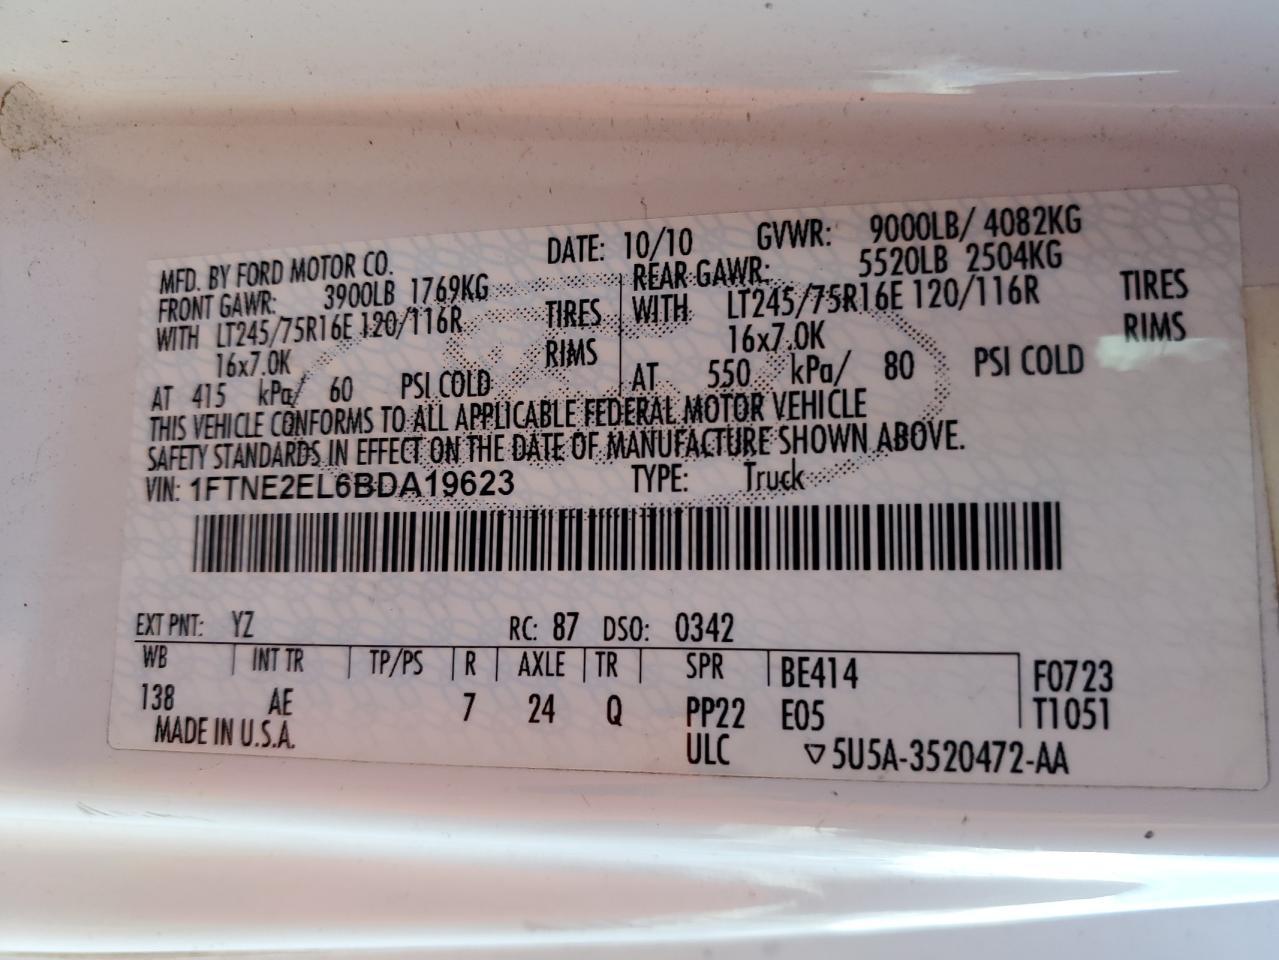 MFD. BY FORD MOTOR CO. DATE: 10/10 GVWR: 9000LB/ 4082KG
FRONT GAWR: 3900LB 1769KG REAR GAWR: 5520LB 2504KG
WITH LT245/75R16E 120/116R TIRES WITH LT245/75R16E 120/116R TIRES
16x7.0K RIMS 16x7.0K RIMS
AT 415 kPa/ 60 PSI COLD AT 550 kPa/ 80 PSI COLD
THIS VEHICLE CONFORMS TO ALL APPLICABLE FEDERAL MOTOR VEHICLE
SAFETY STANDARDS IN EFFECT ON THE DATE OF MANUFACTURE SHOWN ABOVE.
VIN: 1FTNE2EL6BDA19623 TYPE: Truck
EXT PNT: YZ RC: 87 DSO: 0342
WB INT TR TP/PS R AXLE TR SPR BE414 F0723
138 AE 7 24 Q PP22 E05 T1051
MADE IN U.S.A. ULC ▽5U5A-3520472-AA